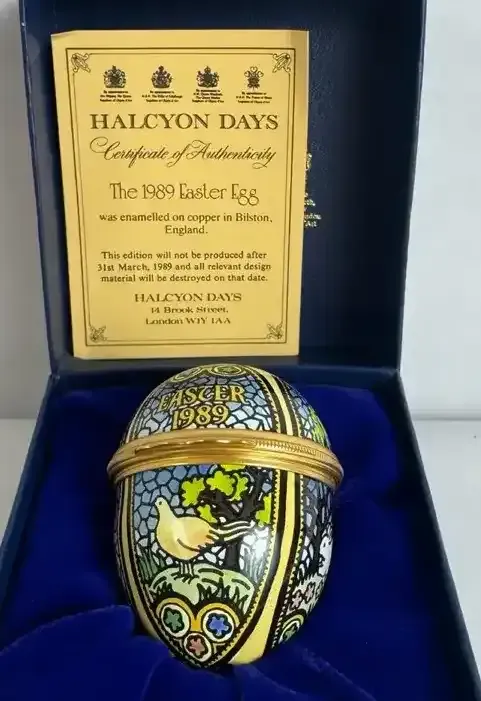 HALCYON DAYS
Certificate of Authenticity
The 1989 Easter Egg
was enamelled on copper in Bilston,
England.
This edition will not be produced after
31st March, 1989 and all relevant design
material will be destroyed on that date.
HALCYON DAYS
14 Brook Street,
London W1Y 1AA
EASTER
1989